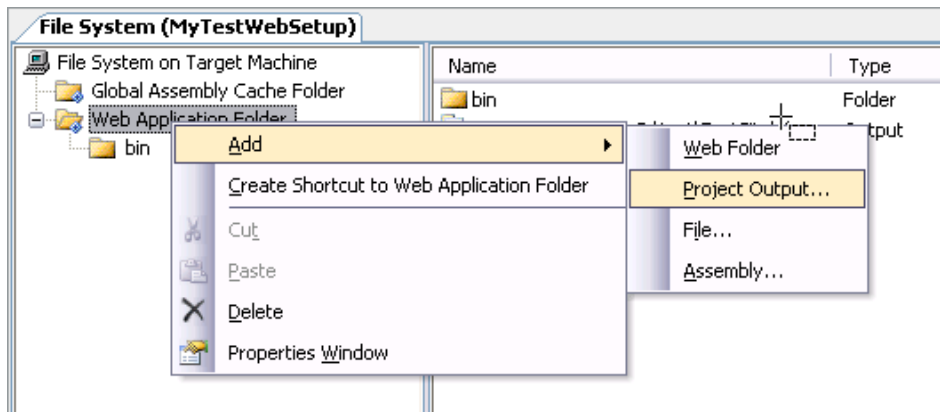 File System (MyTestWebSetup)
File System on Target Machine
Global Assembly Cache Folder
Web Application Folder
bin
Name Type
bin Folder
Add
Create Shortcut to Web Application Folder
Cut
Paste
Delete
Properties Window
Web Folder
Project Output...
File...
Assembly...